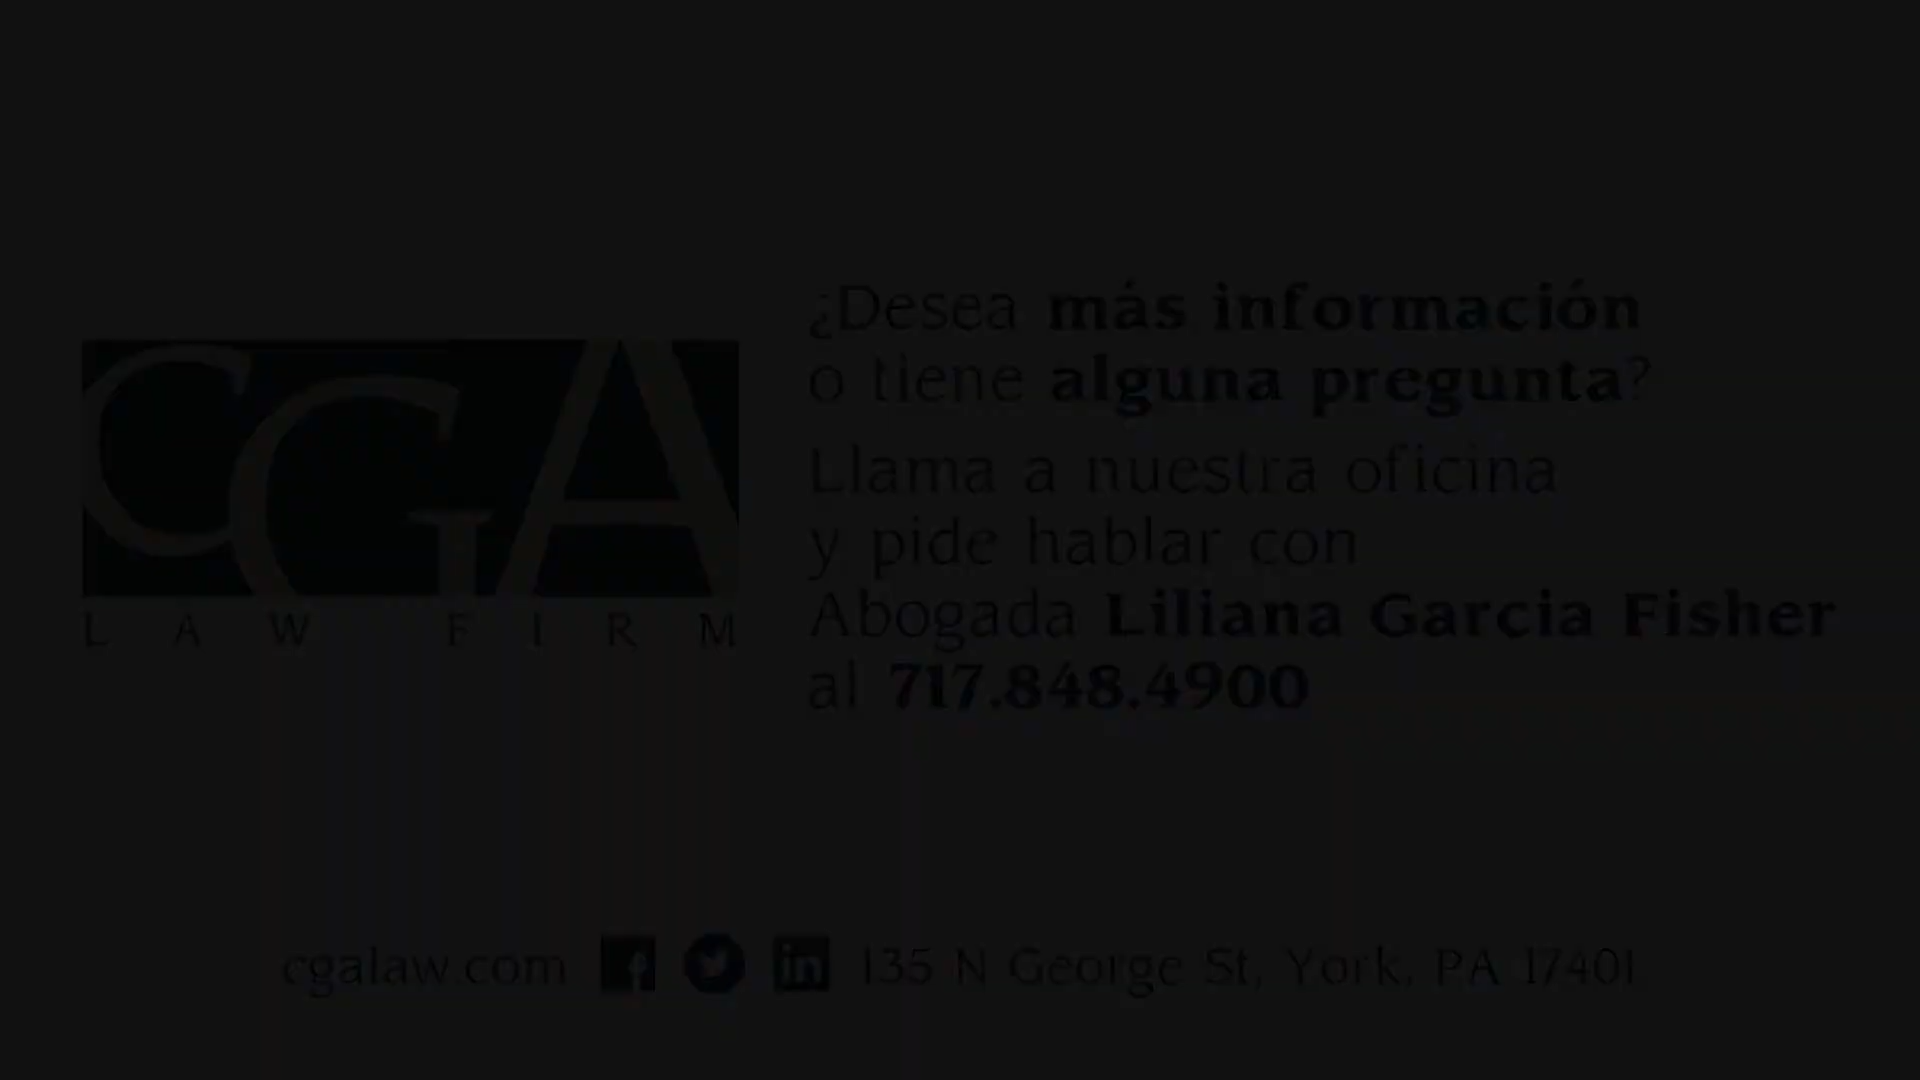 CGA
LAW FIRM
¿Desea más información
o tiene alguna pregunta?
Llama a nuestra oficina
y pide hablar con
Abogada Liliana Garcia Fisher
al 717.848.4900
cgalaw.com 135 N George St, York, PA 17401